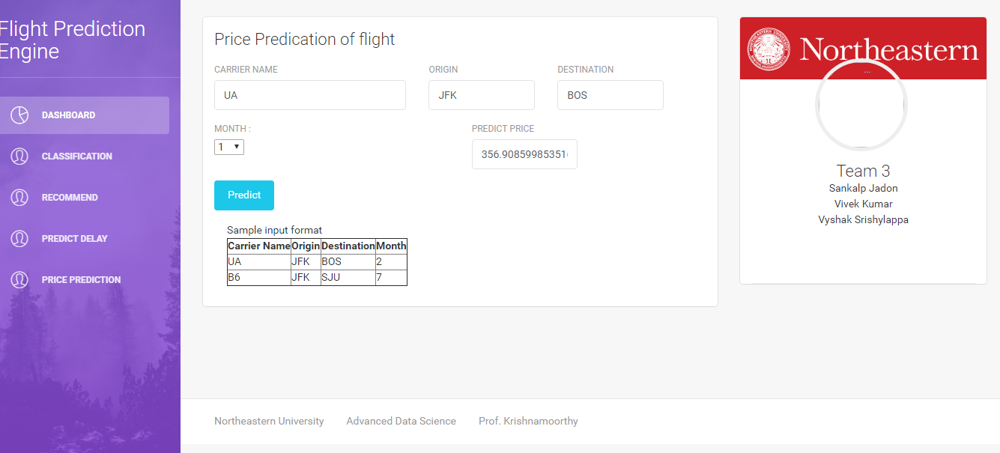 Flight Prediction
Engine
DASHBOARD
CLASSIFICATION
RECOMMEND
PREDICT DELAY
PRICE PREDICTION
Price Predication of flight
CARRIER NAME ORIGIN DESTINATION
UA JFK BOS
MONTH : PREDICT PRICE
1 356.9085998535
Predict
Sample input format
Carrier Name Origin Destination Month
UA JFK BOS 2
B6 JFK SJU 7
Northeastern
...
Team 3
Sankalp Jadon
Vivek Kumar
Vyshak Srishylappa
Northeastern University Advanced Data Science Prof. Krishnamoorthy